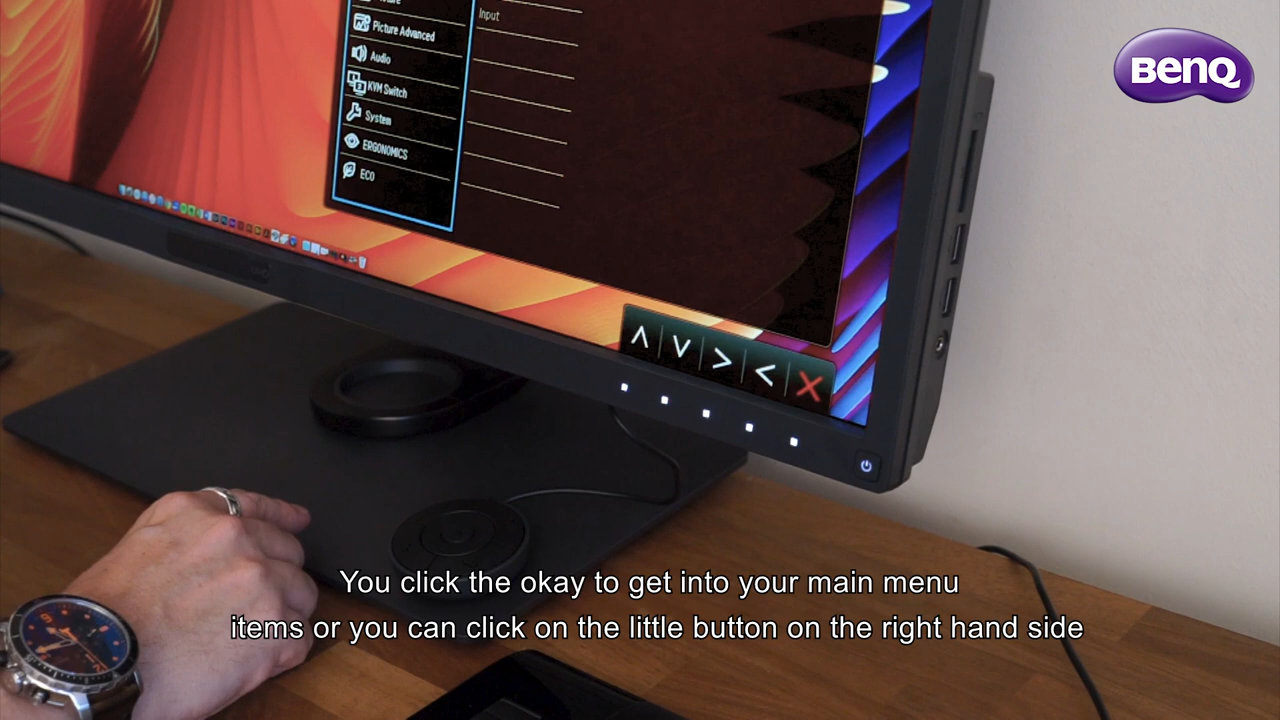 Input
Picture Advanced
Audio
KVM Switch
System
ERGONOMICS
ECO
BenQ
You click the okay to get into your main menu
items or you can click on the little button on the right hand side